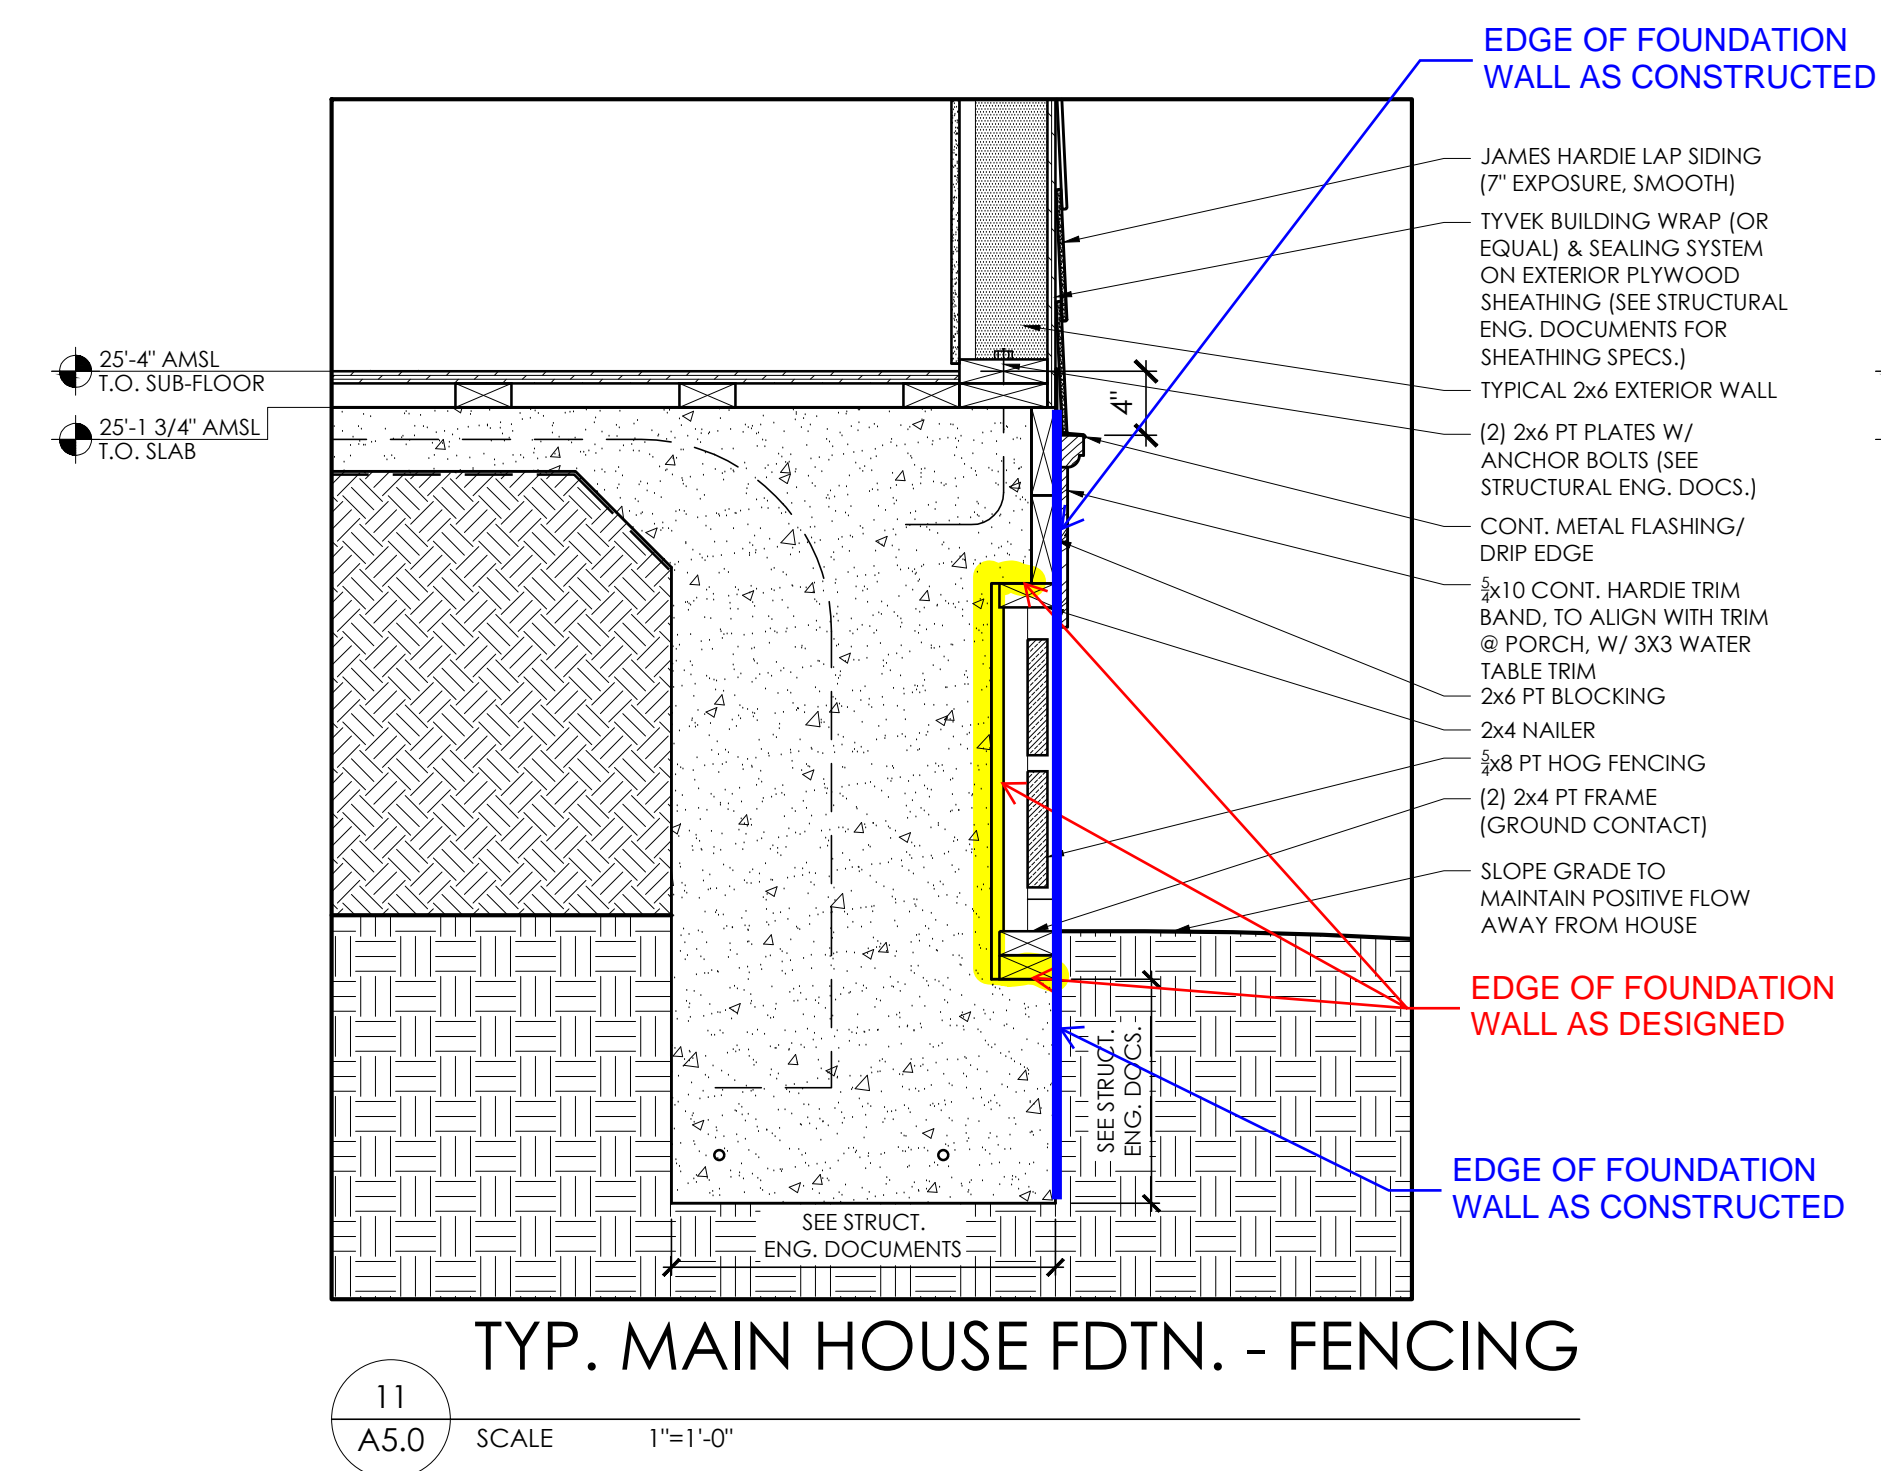 EDGE OF FOUNDATION
WALL AS CONSTRUCTED
JAMES HARDIE LAP SIDING
(7" EXPOSURE, SMOOTH)
TYVEK BUILDING WRAP (OR
EQUAL) & SEALING SYSTEM
ON EXTERIOR PLYWOOD
SHEATHING (SEE STRUCTURAL
ENG. DOCUMENTS FOR
SHEATHING SPECS.)
TYPICAL 2x6 EXTERIOR WALL
(2) 2x6 PT PLATES W/
ANCHOR BOLTS (SEE
STRUCTURAL ENG. DOCS.)
CONT. METAL FLASHING/
DRIP EDGE
5/4x10 CONT. HARDIE TRIM
BAND, TO ALIGN WITH TRIM
@ PORCH, W/ 3X3 WATER
TABLE TRIM
2x6 PT BLOCKING
2x4 NAILER
5/4x8 PT HOG FENCING
(2) 2x4 PT FRAME
(GROUND CONTACT)
SLOPE GRADE TO
MAINTAIN POSITIVE FLOW
AWAY FROM HOUSE
EDGE OF FOUNDATION
WALL AS DESIGNED
EDGE OF FOUNDATION
WALL AS CONSTRUCTED
25'-4" AMSL
T.O. SUB-FLOOR
25'-1 3/4" AMSL
T.O. SLAB
4"
SEE STRUCT.
ENG. DOCS.
SEE STRUCT.
ENG. DOCUMENTS
TYP. MAIN HOUSE FDTN. - FENCING
11
A5.0
SCALE 1"=1'-0"